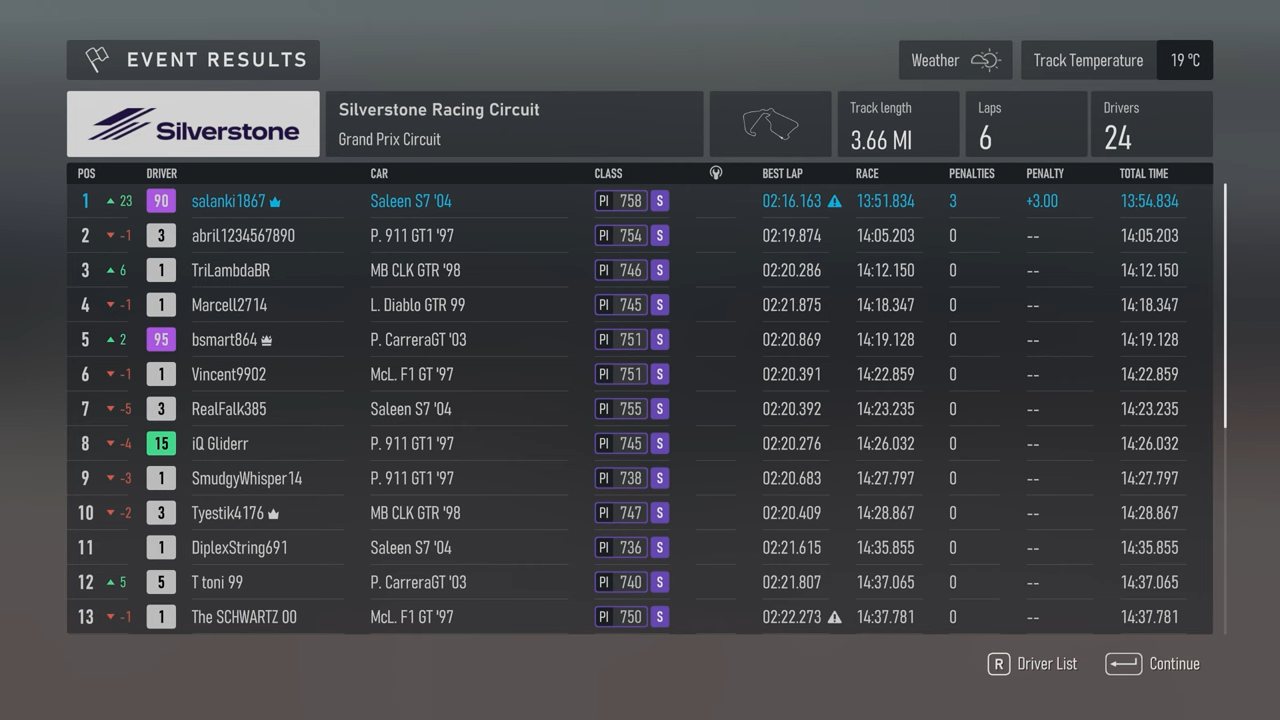 EVENT RESULTS
Weather
Track Temperature 19 ºC
Silverstone
Silverstone Racing Circuit
Grand Prix Circuit
Track length
3.66 MI
Laps
6
Drivers
24
POS DRIVER CAR CLASS BEST LAP RACE PENALTIES PENALTY TOTAL TIME
1 23 90 salanki1867 Saleen S7 '04 PI 758 S 02:16.163 13:51.834 3 +3.00 13:54.834
2 -1 3 abril1234567890 P. 911 GT1 '97 PI 754 S 02:19.874 14:05.203 0 -- 14:05.203
3 6 1 TriLambdaBR MB CLK GTR '98 PI 746 S 02:20.286 14:12.150 0 -- 14:12.150
4 -1 1 Marcell2714 L. Diablo GTR 99 PI 745 S 02:21.875 14:18.347 0 -- 14:18.347
5 2 95 bsmart864 P. CarreraGT '03 PI 751 S 02:20.869 14:19.128 0 -- 14:19.128
6 -1 1 Vincent9902 McL. F1 GT '97 PI 751 S 02:20.391 14:22.859 0 -- 14:22.859
7 -5 3 RealFalk385 Saleen S7 '04 PI 755 S 02:20.392 14:23.235 0 -- 14:23.235
8 -4 15 iQ Gliderr P. 911 GT1 '97 PI 745 S 02:20.276 14:26.032 0 -- 14:26.032
9 -3 1 SmudgyWhisper14 P. 911 GT1 '97 PI 738 S 02:20.683 14:27.797 0 -- 14:27.797
10 -2 3 Tyestik4176 MB CLK GTR '98 PI 747 S 02:20.409 14:28.867 0 -- 14:28.867
11 1 DiplexString691 Saleen S7 '04 PI 736 S 02:21.615 14:35.855 0 -- 14:35.855
12 5 5 T toni 99 P. CarreraGT '03 PI 740 S 02:21.807 14:37.065 0 -- 14:37.065
13 -1 1 The SCHWARTZ 00 McL. F1 GT '97 PI 750 S 02:22.273 14:37.781 0 -- 14:37.781
R Driver List Continue